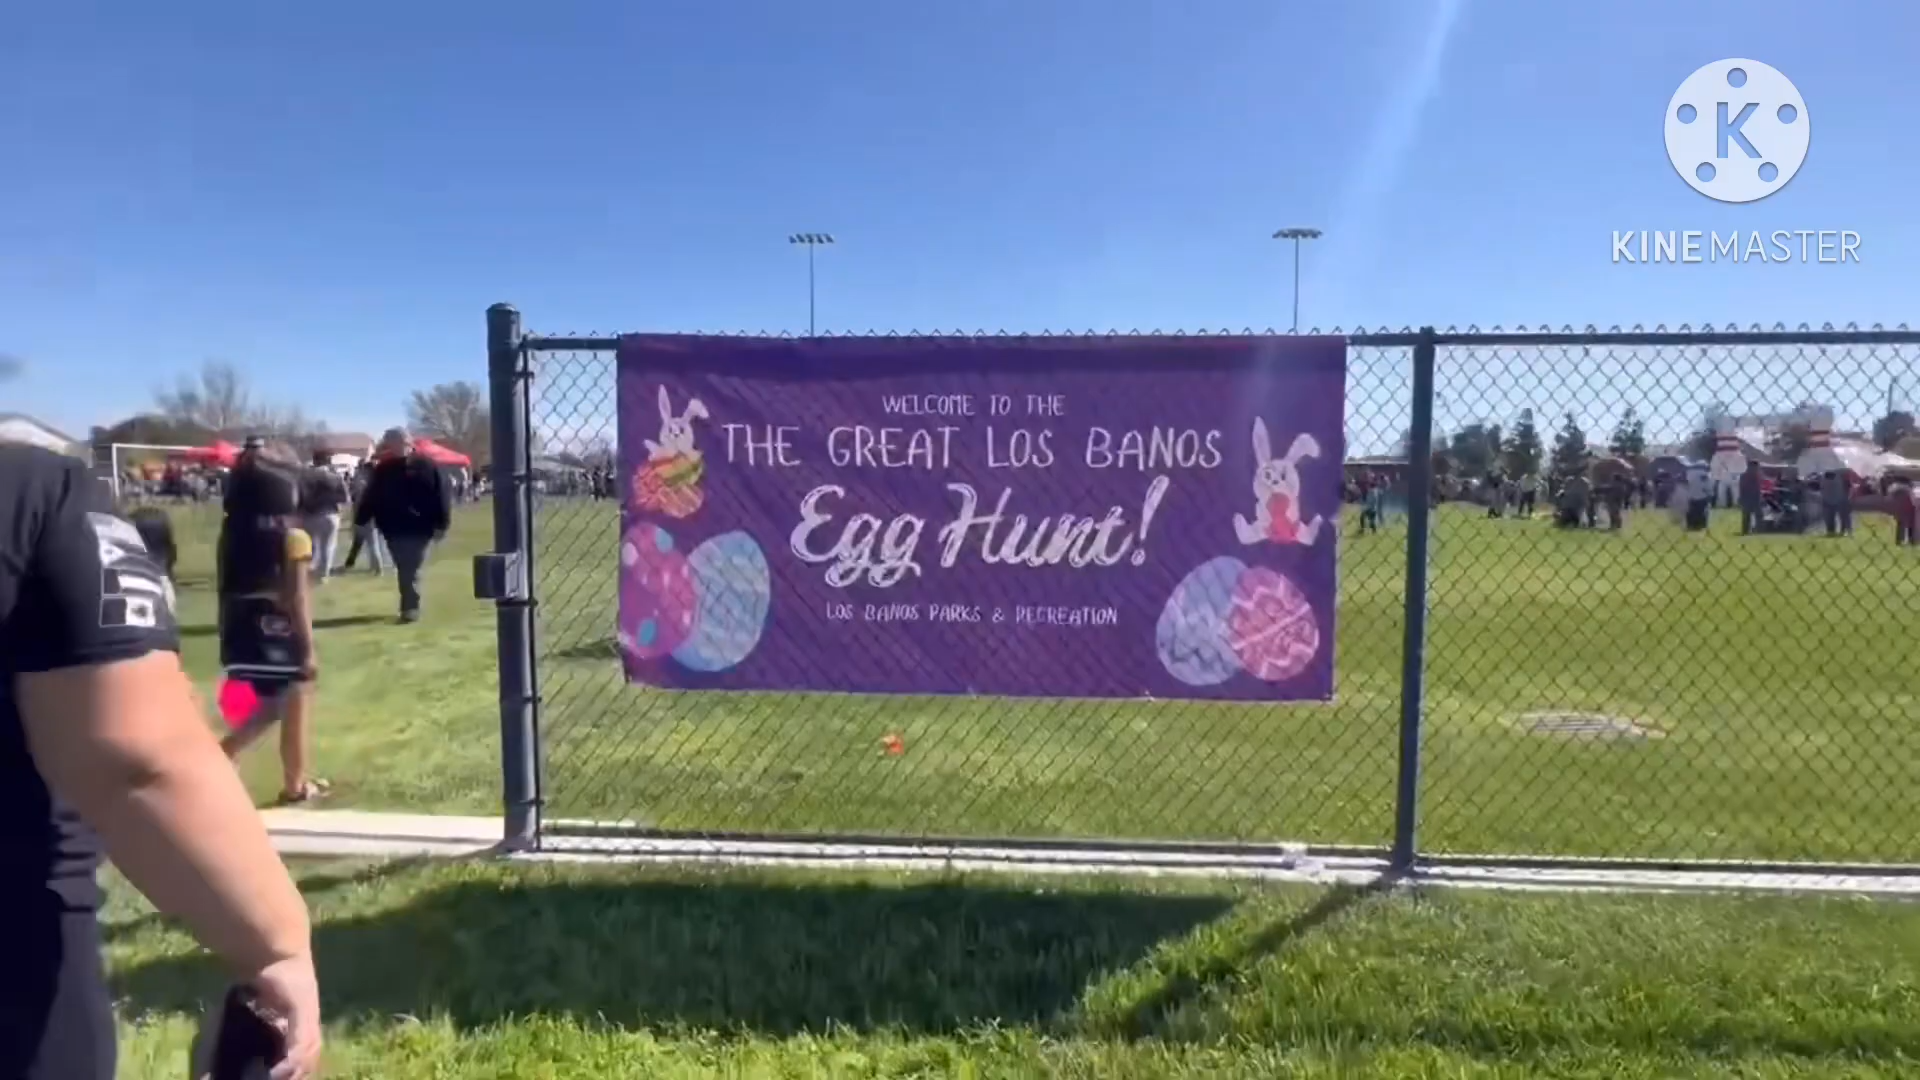 K
KINEMASTER
WELCOME TO THE
THE GREAT LOS BANOS
Egg Hunt!
LOS BANOS PARKS & RECREATION